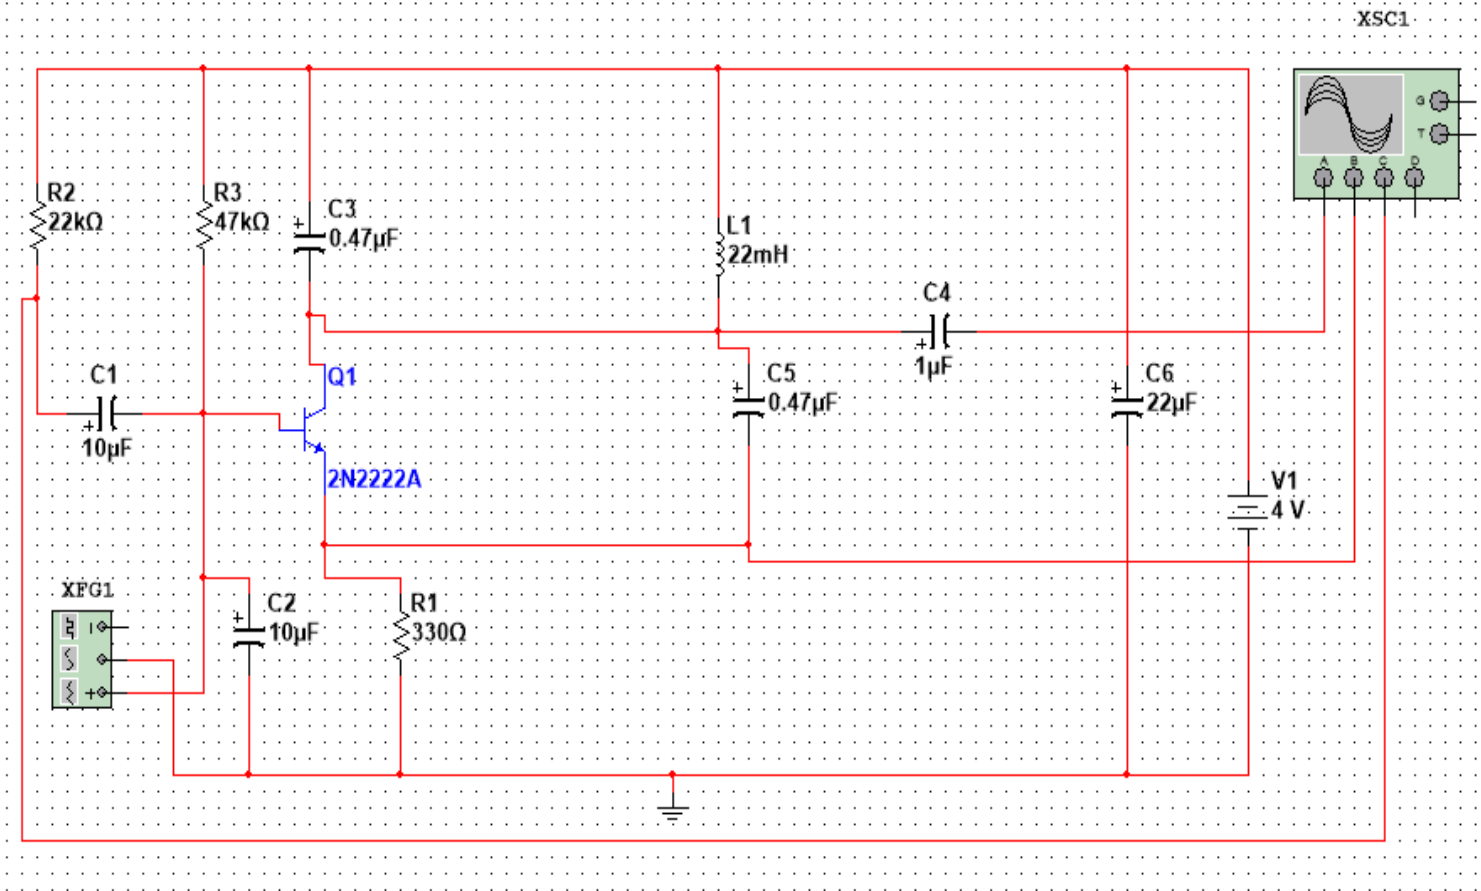 XSC1
G
T
A B C D
R2
22kΩ
R3
47kΩ
C3
0.47µF
+
L1
22mH
C4
1µF
+
C1
10µF
+
Q1
2N2222A
C5
0.47µF
+
C6
22µF
+
V1
4 V
XFG1
+
C2
10µF
+
R1
330Ω